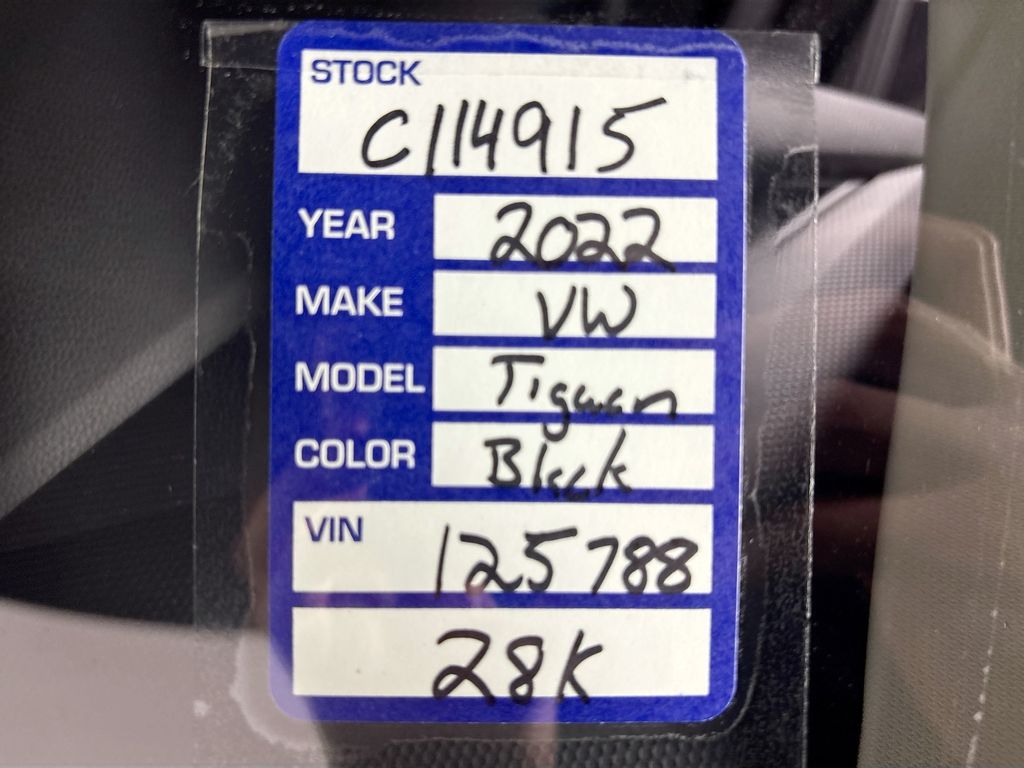 STOCK
C114915
YEAR 2022
MAKE VW
MODEL Tiguan
COLOR Black
VIN 125788
28K